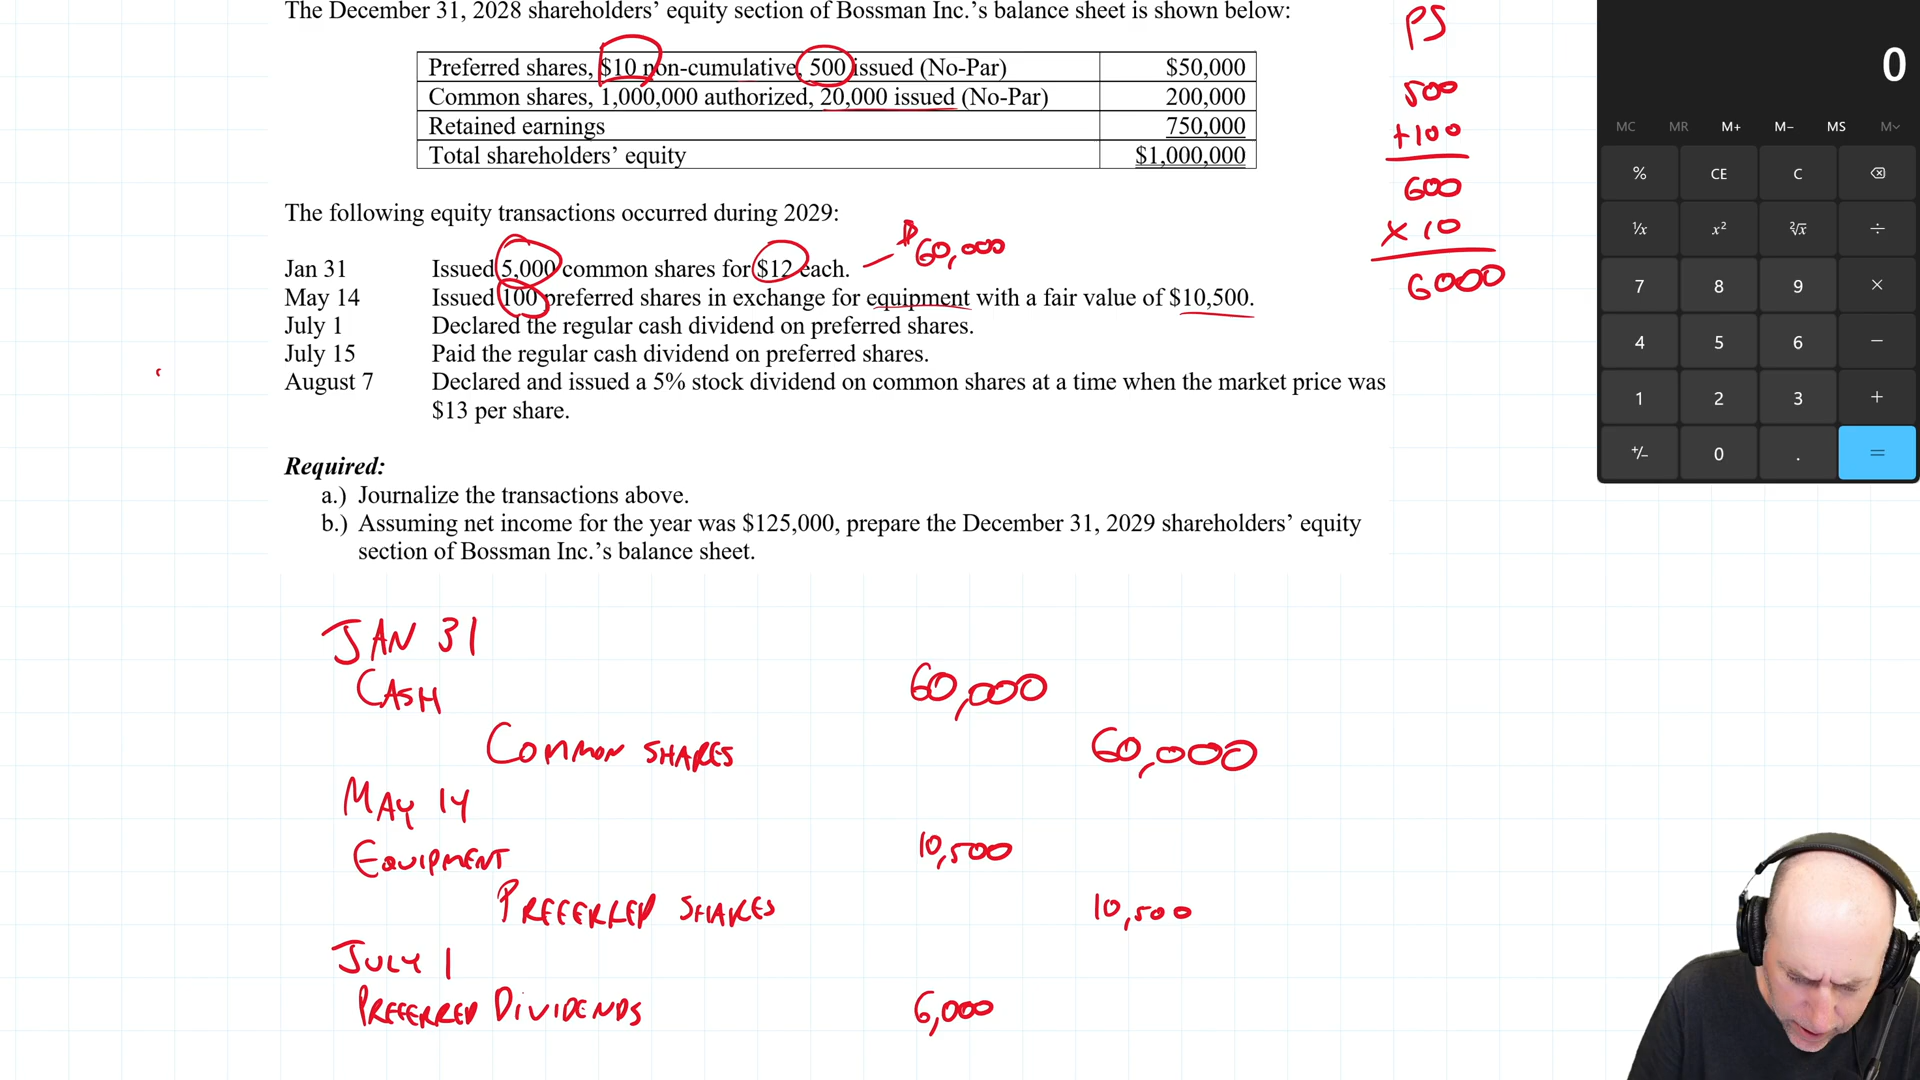 The December 31, 2028 shareholders' equity section of Bossman Inc.'s balance sheet is shown below:
Preferred shares, $10 non-cumulative, 500 issued (No-Par) $50,000
Common shares, 1,000,000 authorized, 20,000 issued (No-Par) 200,000
Retained earnings 750,000
Total shareholders' equity $1,000,000
PS
500
+100
600
x 10
6000
The following equity transactions occurred during 2029:
$60,000
Jan 31 Issued 5,000 common shares for $12 each.
May 14 Issued 100 preferred shares in exchange for equipment with a fair value of $10,500.
July 1 Declared the regular cash dividend on preferred shares.
July 15 Paid the regular cash dividend on preferred shares.
August 7 Declared and issued a 5% stock dividend on common shares at a time when the market price was
$13 per share.
Required:
a.) Journalize the transactions above.
b.) Assuming net income for the year was $125,000, prepare the December 31, 2029 shareholders' equity
section of Bossman Inc.'s balance sheet.
JAN 31
CASH 60,000
COMMON SHARES 60,000
MAY 14
EQUIPMENT 10,500
PREFERRED SHARES 10,500
JULY 1
PREFERRED DIVIDENDS 6,000
0
MC MR M+ M− MS M˅
% CE C ⌫
¹/x x² ²√x ÷
7 8 9 ×
4 5 6 −
1 2 3 +
+/− 0 . =